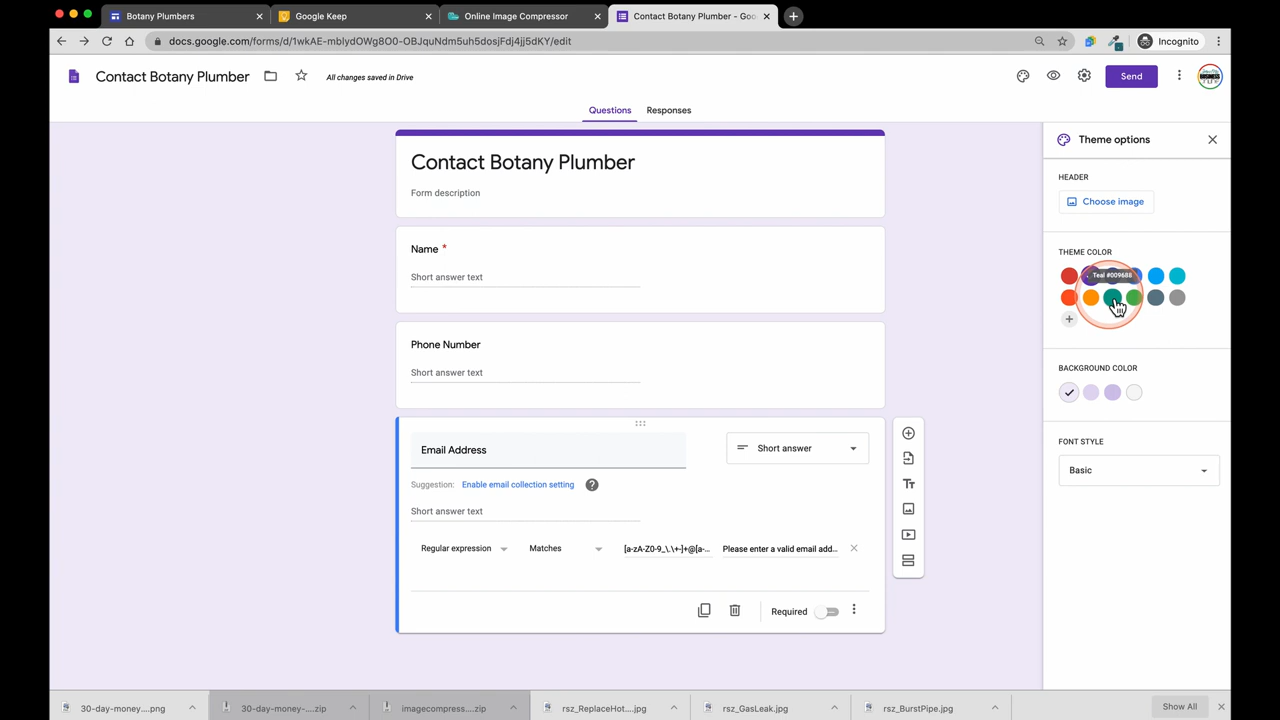 Botany Plumbers
Google Keep
Online Image Compressor
Contact Botany Plumber - Goo
docs.google.com/forms/d/1wkAE-mblydOWg8O0-OBJquNdm5uh5dosjFdj4jj5dKY/edit
Incognito
Contact Botany Plumber
All changes saved in Drive
Send
Questions
Responses
Contact Botany Plumber
Form description
Name *
Short answer text
Phone Number
Short answer text
Email Address
Short answer
Suggestion: Enable email collection setting
Short answer text
Regular expression
Matches
[a-zA-Z0-9_\.\+-]+@[a-...
Please enter a valid email add...
Required
Theme options
HEADER
Choose image
THEME COLOR
Teal #009688
BACKGROUND COLOR
FONT STYLE
Basic
30-day-money....png
30-day-money-....zip
imagecompress....zip
rsz_ReplaceHot....jpg
rsz_GasLeak.jpg
rsz_BurstPipe.jpg
Show All